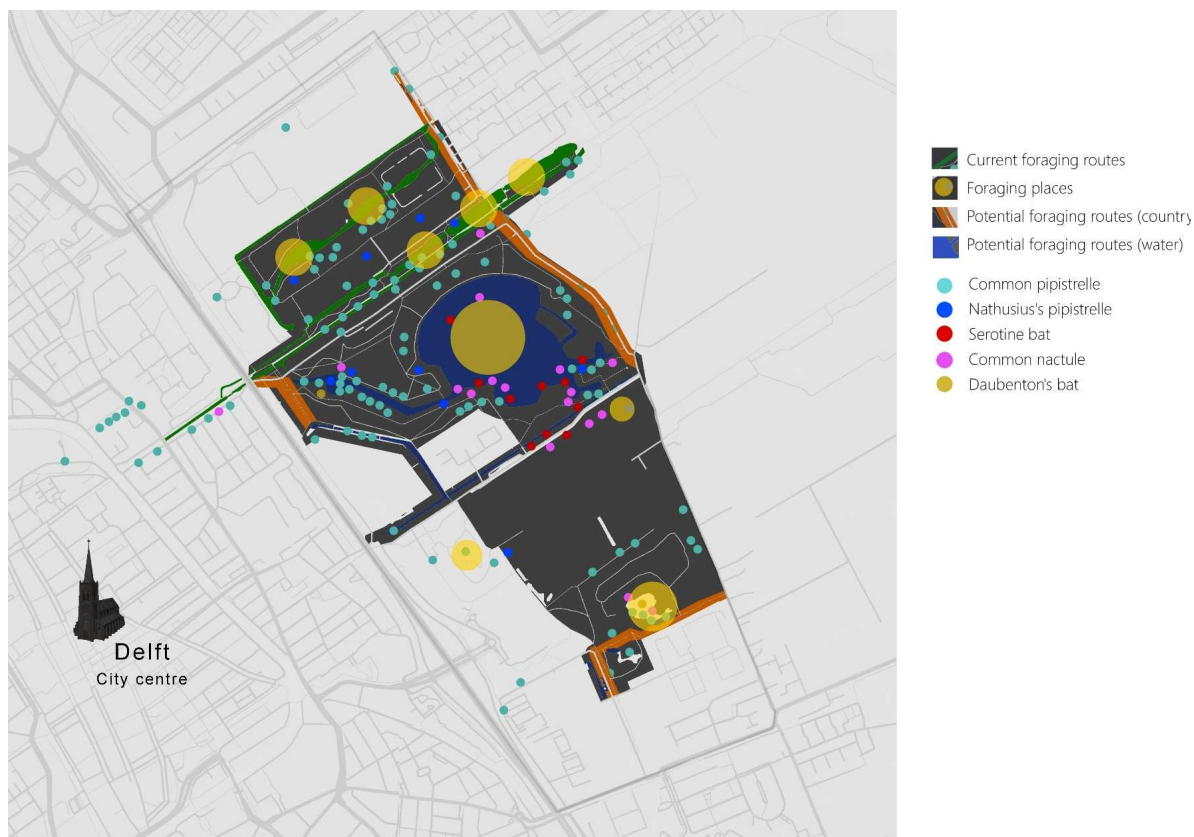 Current foraging routes
Foraging places
Potential foraging routes (country
Potential foraging routes (water)
Common pipistrelle
Nathusius's pipistrelle
Serotine bat
Common nactule
Daubenton's bat
Delft
City centre